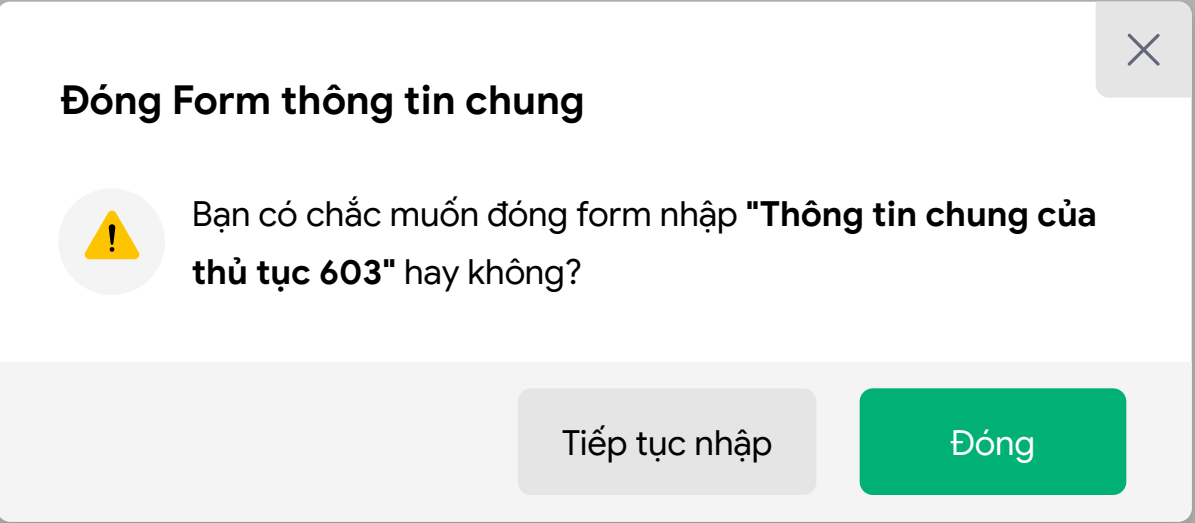 Đóng Form thông tin chung
Bạn có chắc muốn đóng form nhập "Thông tin chung của
thủ tục 603" hay không?
Tiếp tục nhập
Đóng